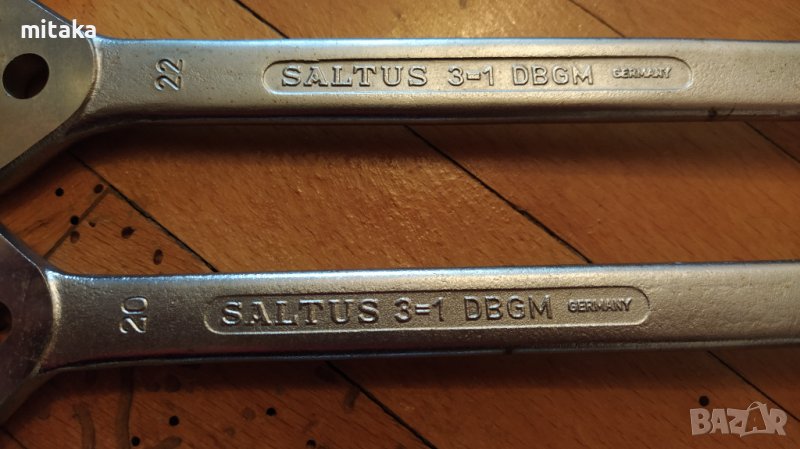 mitaka
22 SALTUS 3=1 DBGM GERMANY
20 SALTUS 3=1 DBGM GERMANY
BAZAR